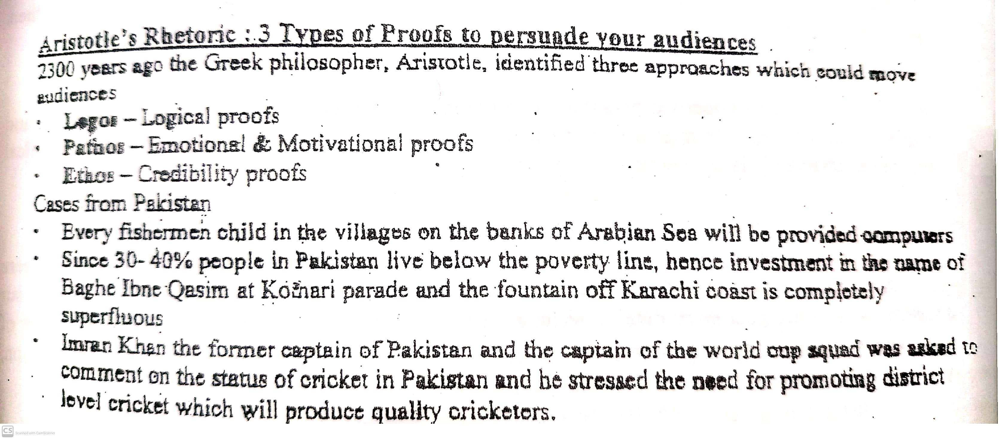 Aristotle's Rhetoric : 3 Types of Proofs to persuade your audiences
2300 years ago the Greek philosopher, Aristotle, identified three approaches which could move
audiences
• Logos – Logical proofs
• Pathos – Emotional & Motivational proofs
• Ethos – Credibility proofs
Cases from Pakistan
• Every fishermen child in the villages on the banks of Arabian Sea will be provided computers
• Since 30-40% people in Pakistan live below the poverty line, hence investment in the name of
Baghe Ibne Qasim at Kothari parade and the fountain off Karachi coast is completely
superfluous
• Imran Khan the former captain of Pakistan and the captain of the world cup squad was asked to
comment on the status of cricket in Pakistan and he stressed the need for promoting district
level cricket which will produce quality cricketers.
CS Scanned with CamScanner